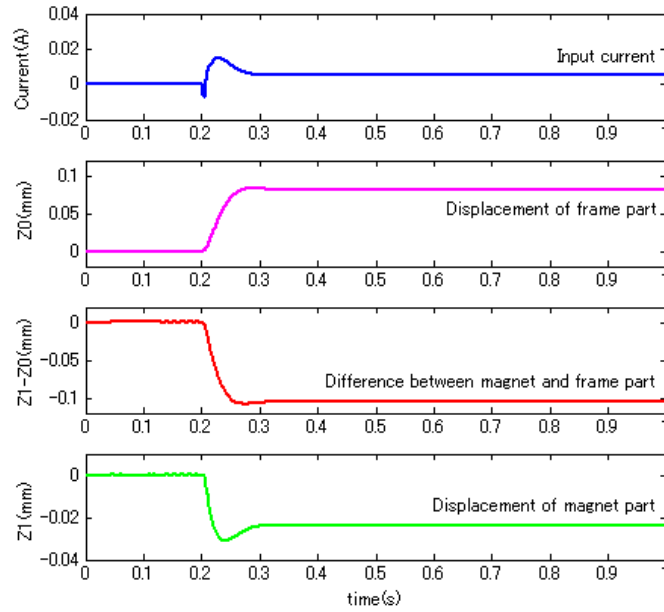 0.04
0.02
0
−0.02
Current(A)
Input current
0 0.1 0.2 0.3 0.4 0.5 0.6 0.7 0.8 0.9 1
0.1
0.05
0
Z0(mm)
Displacement of frame part
0 0.1 0.2 0.3 0.4 0.5 0.6 0.7 0.8 0.9 1
0
−0.05
−0.1
Z1−Z0(mm)
Difference between magnet and frame part
0 0.1 0.2 0.3 0.4 0.5 0.6 0.7 0.8 0.9 1
0
−0.02
−0.04
Z1(mm)
Displacement of magnet part
0 0.1 0.2 0.3 0.4 0.5 0.6 0.7 0.8 0.9 1
time(s)